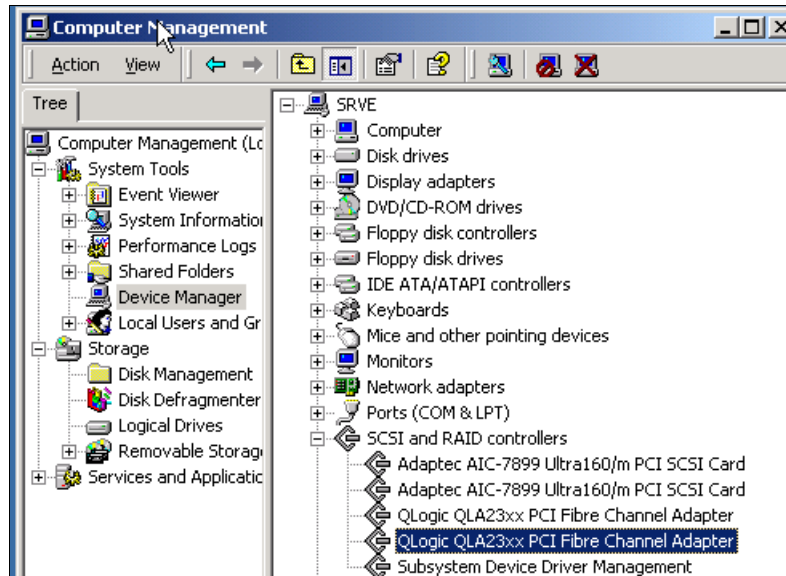 Computer Management
Action View
Tree
Computer Management (Lo
System Tools
Event Viewer
System Information
Performance Logs
Shared Folders
Device Manager
Local Users and Gr
Storage
Disk Management
Disk Defragmenter
Logical Drives
Removable Storag
Services and Applicatic
SRVE
Computer
Disk drives
Display adapters
DVD/CD-ROM drives
Floppy disk controllers
Floppy disk drives
IDE ATA/ATAPI controllers
Keyboards
Mice and other pointing devices
Monitors
Network adapters
Ports (COM & LPT)
SCSI and RAID controllers
Adaptec AIC-7899 Ultra160/m PCI SCSI Card
Adaptec AIC-7899 Ultra160/m PCI SCSI Card
QLogic QLA23xx PCI Fibre Channel Adapter
QLogic QLA23xx PCI Fibre Channel Adapter
Subsystem Device Driver Management